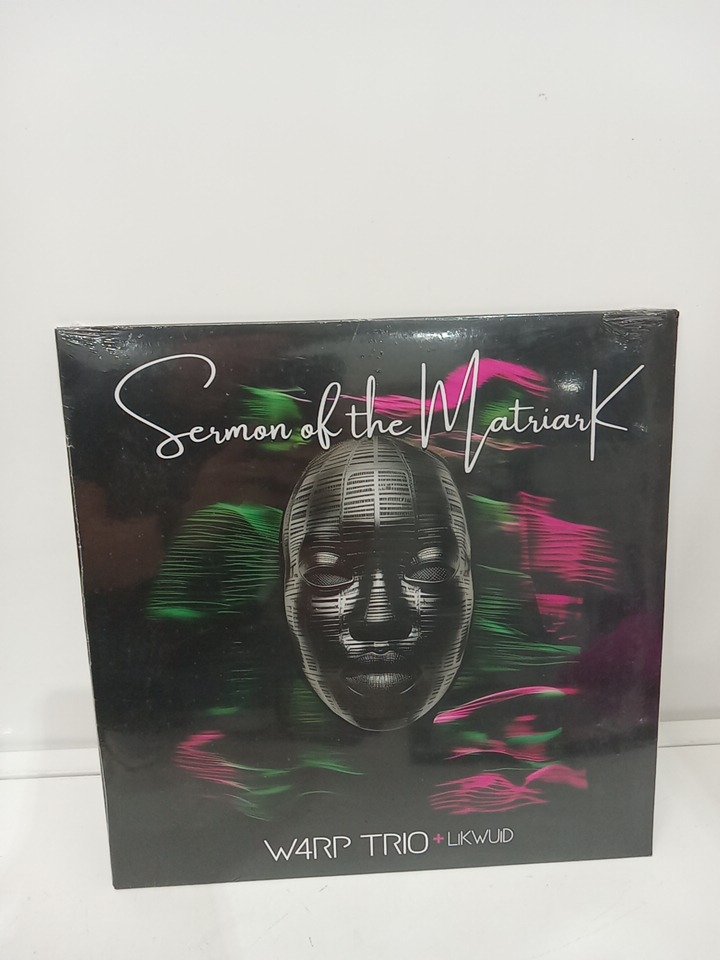 Sermon of the MatriarK
W4RP TRIO + LiKWUiD